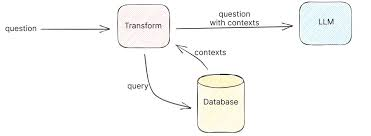 question
Transform
question
with contexts
LLM
contexts
query
Database